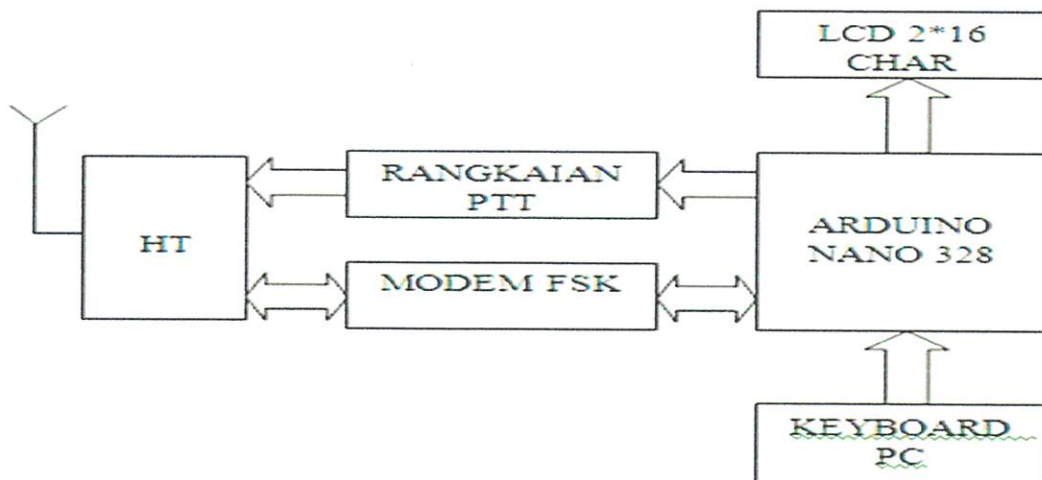 LCD 2*16
CHAR
RANGKAIAN
PTT
HT
ARDUINO
NANO 328
MODEM FSK
KEYBOARD
PC